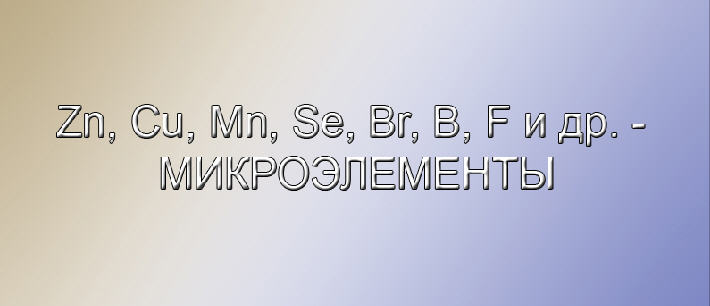 Zn, Cu, Mn, Se, Br, B, F и др. -
МИКРОЭЛЕМЕНТЫ